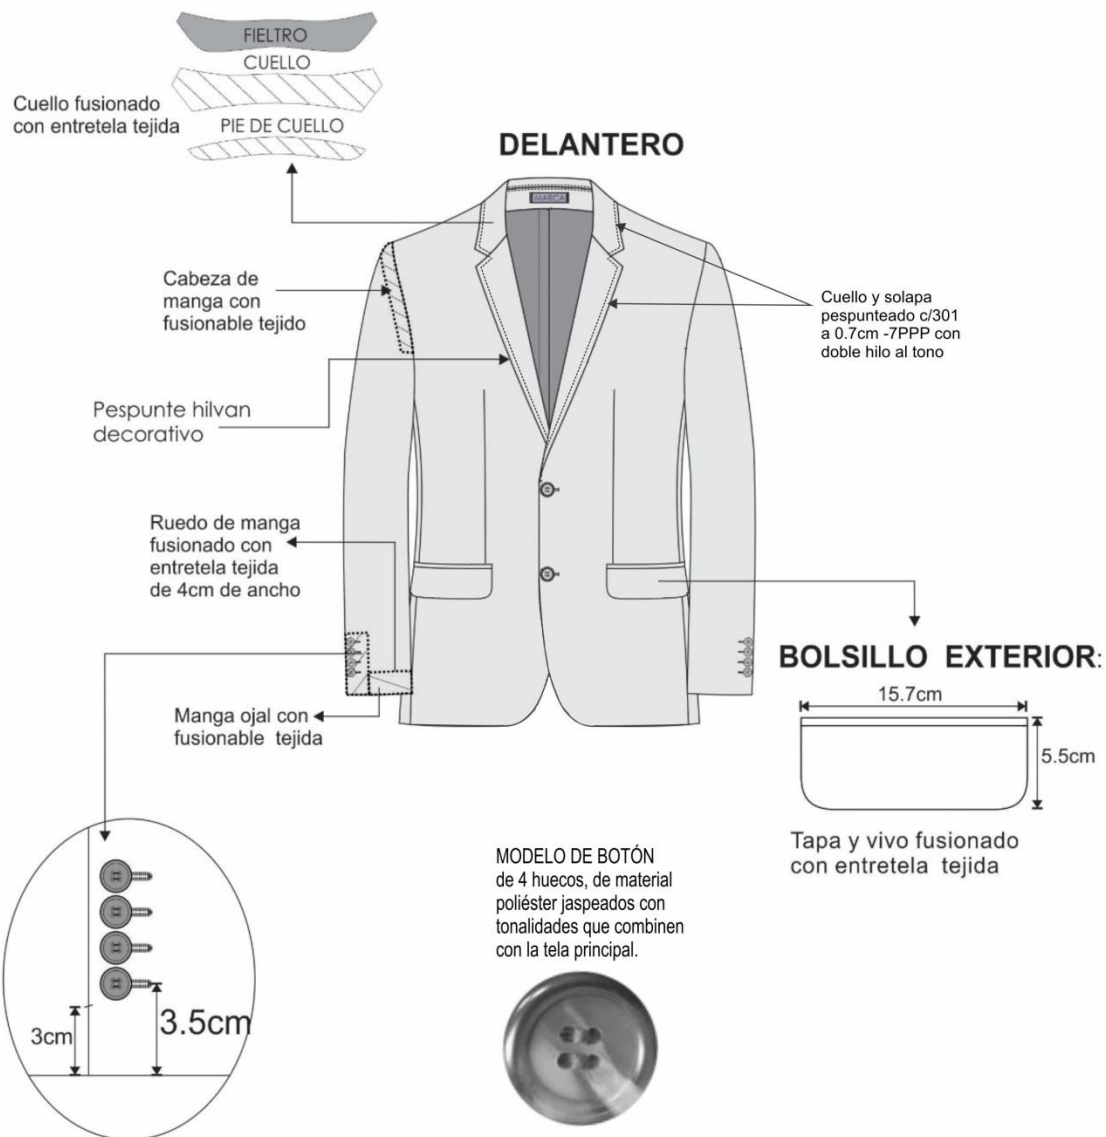 FIELTRO
CUELLO
Cuello fusionado
con entretela tejida
PIE DE CUELLO
DELANTERO
MARCA
Cabeza de
manga con
fusionable tejido
Cuello y solapa
pespunteado c/301
a 0.7cm -7PPP con
doble hilo al tono
Pespunte hilvan
decorativo
Ruedo de manga
fusionado con
entretela tejida
de 4cm de ancho
BOLSILLO EXTERIOR:
15.7cm
5.5cm
Manga ojal con
fusionable tejida
Tapa y vivo fusionado
con entretela tejida
MODELO DE BOTÓN
de 4 huecos, de material
poliéster jaspeados con
tonalidades que combinen
con la tela principal.
3cm
3.5cm